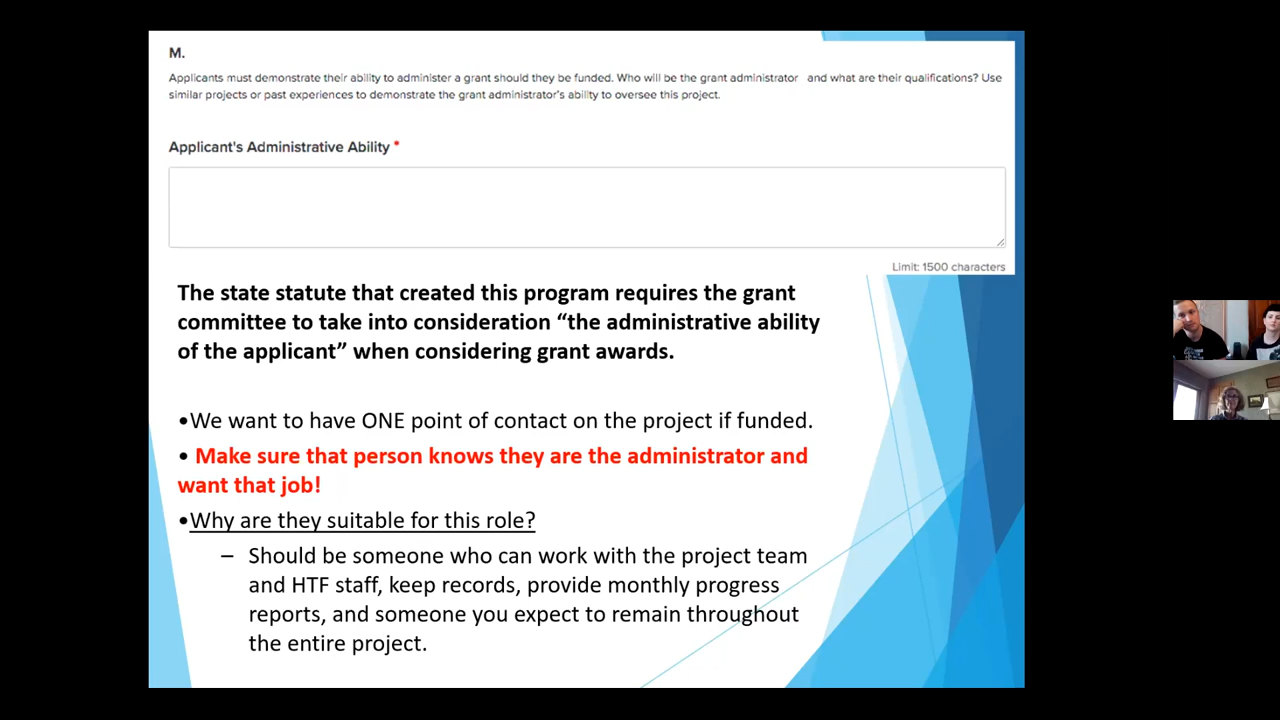 M.
Applicants must demonstrate their ability to administer a grant should they be funded. Who will be the grant administrator and what are their qualifications? Use
similar projects or past experiences to demonstrate the grant administrator's ability to oversee this project.
Applicant's Administrative Ability *
Limit: 1500 characters
The state statute that created this program requires the grant
committee to take into consideration “the administrative ability
of the applicant” when considering grant awards.
•We want to have ONE point of contact on the project if funded.
• Make sure that person knows they are the administrator and
want that job!
•Why are they suitable for this role?
– Should be someone who can work with the project team
and HTF staff, keep records, provide monthly progress
reports, and someone you expect to remain throughout
the entire project.